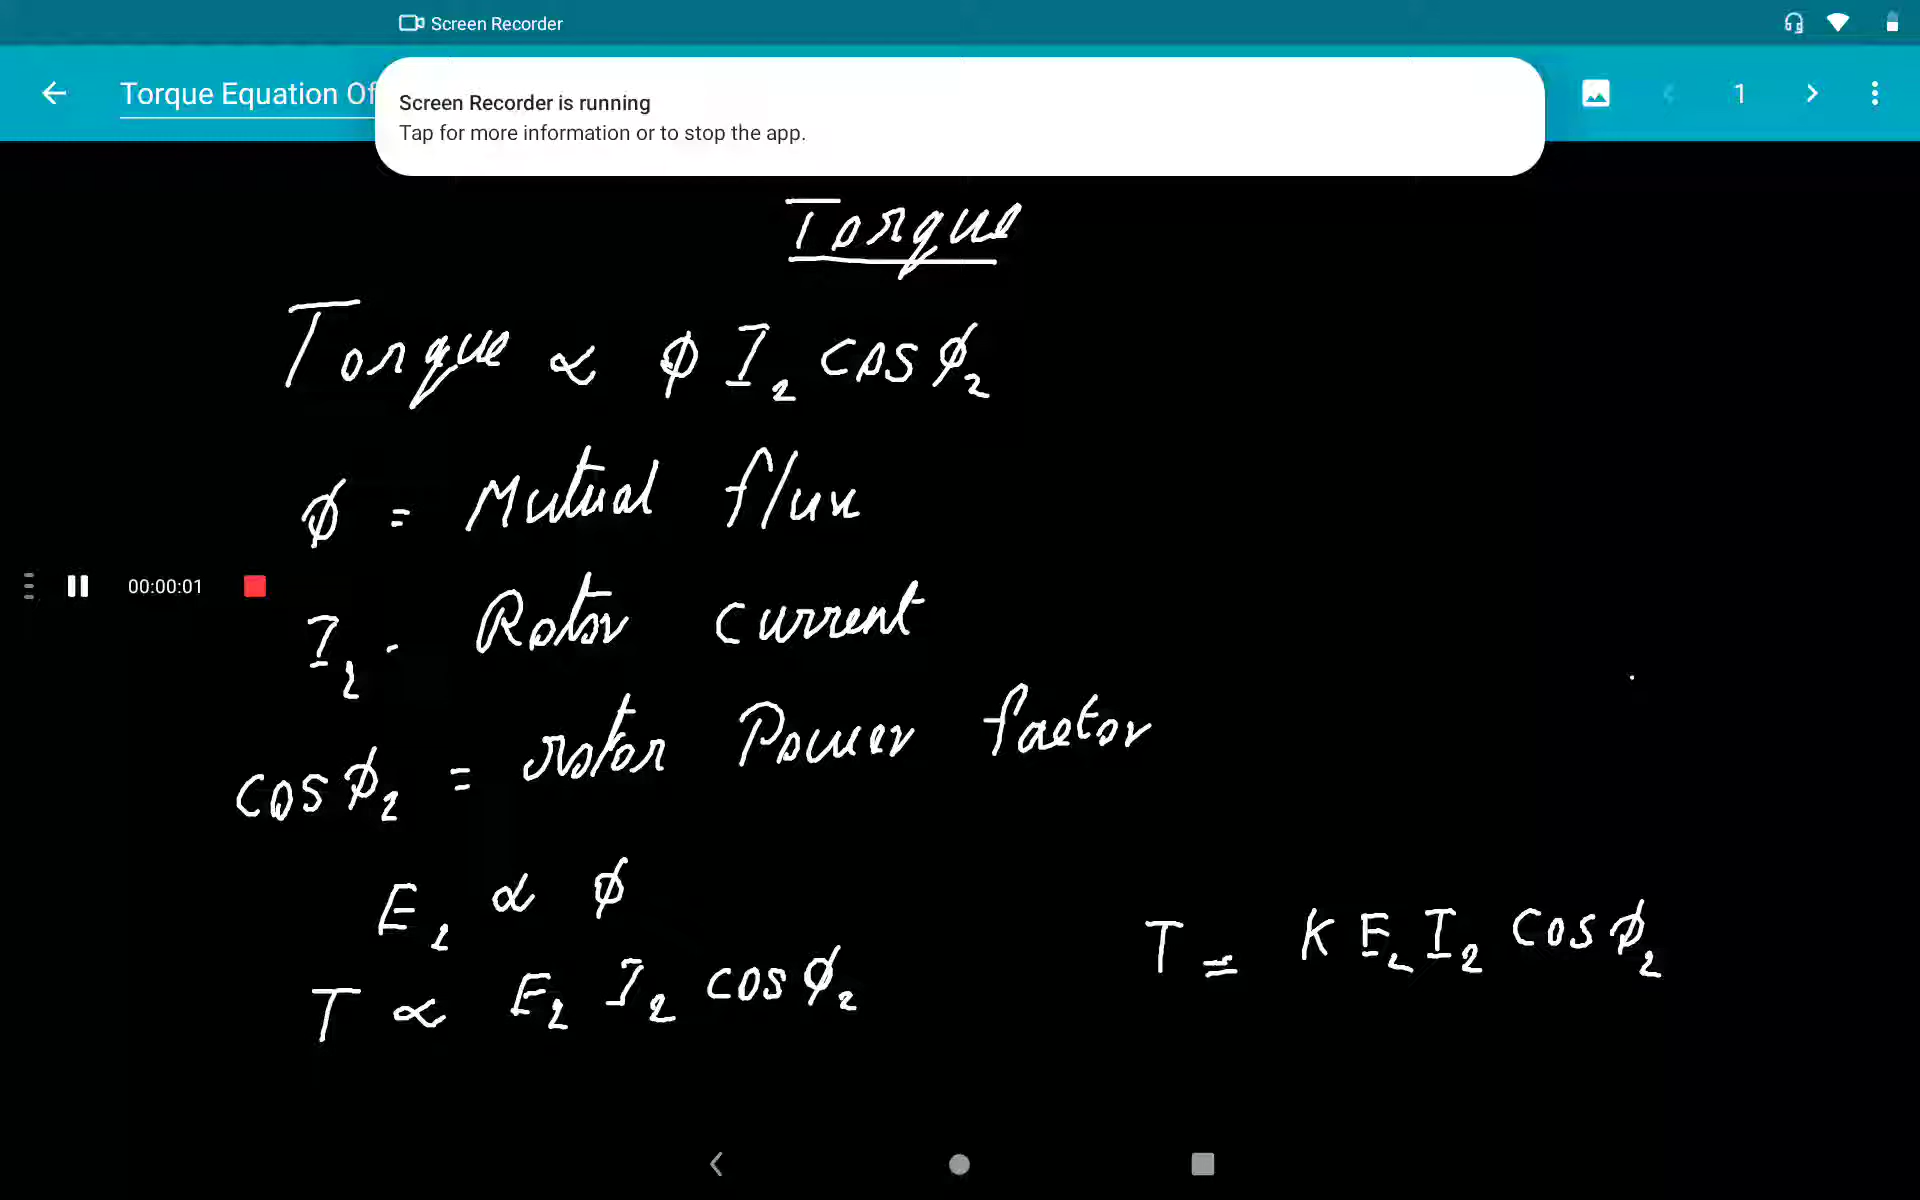 Screen Recorder
Torque Equation Of
Screen Recorder is running
Tap for more information or to stop the app.
1
Torque
Torque ∝ ϕ I₂ cos ϕ₂
ϕ = Mutual flux
00:00:01
I₂ - Rotor current
cos ϕ₂ = rotor Power factor
E₂ ∝ ϕ
T = K E₂ I₂ cos ϕ₂
T ∝ E₂ I₂ cos ϕ₂